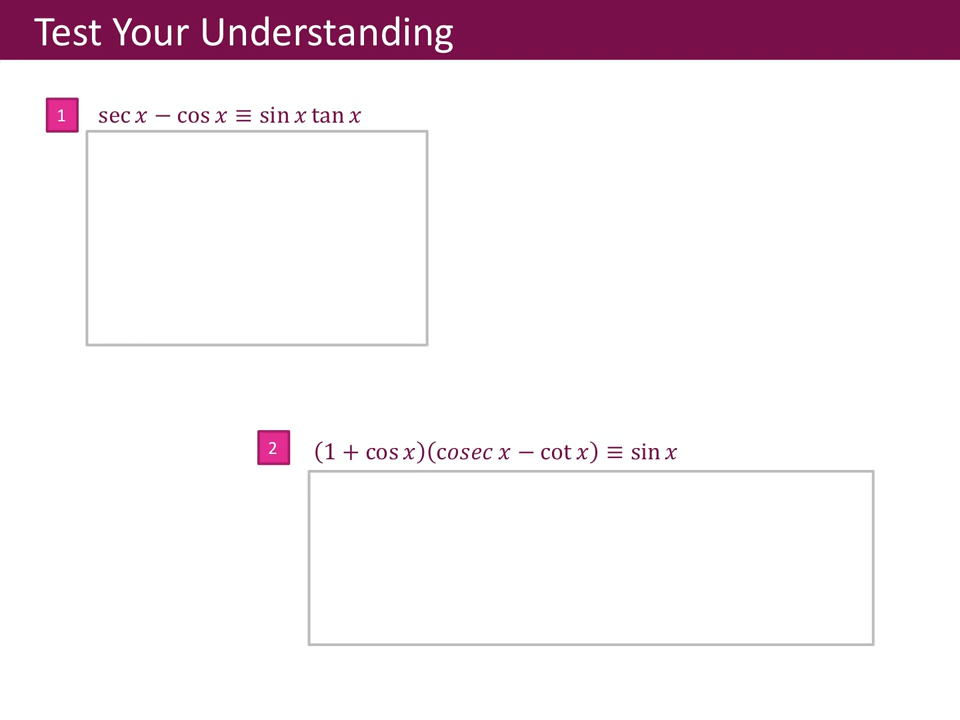 Test Your Understanding
1
sec 𝑥 − cos 𝑥 ≡ sin 𝑥 tan 𝑥
2
(1 + cos 𝑥)(c𝑜𝑠𝑒𝑐 𝑥 − cot 𝑥) ≡ sin 𝑥